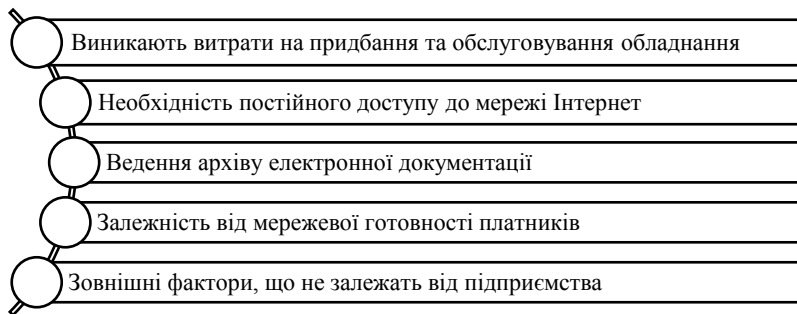 Виникають витрати на придбання та обслуговування обладнання
Необхідність постійного доступу до мережі Інтернет
Ведення архіву електронної документації
Залежність від мережевої готовності платників
Зовнішні фактори, що не залежать від підприємства